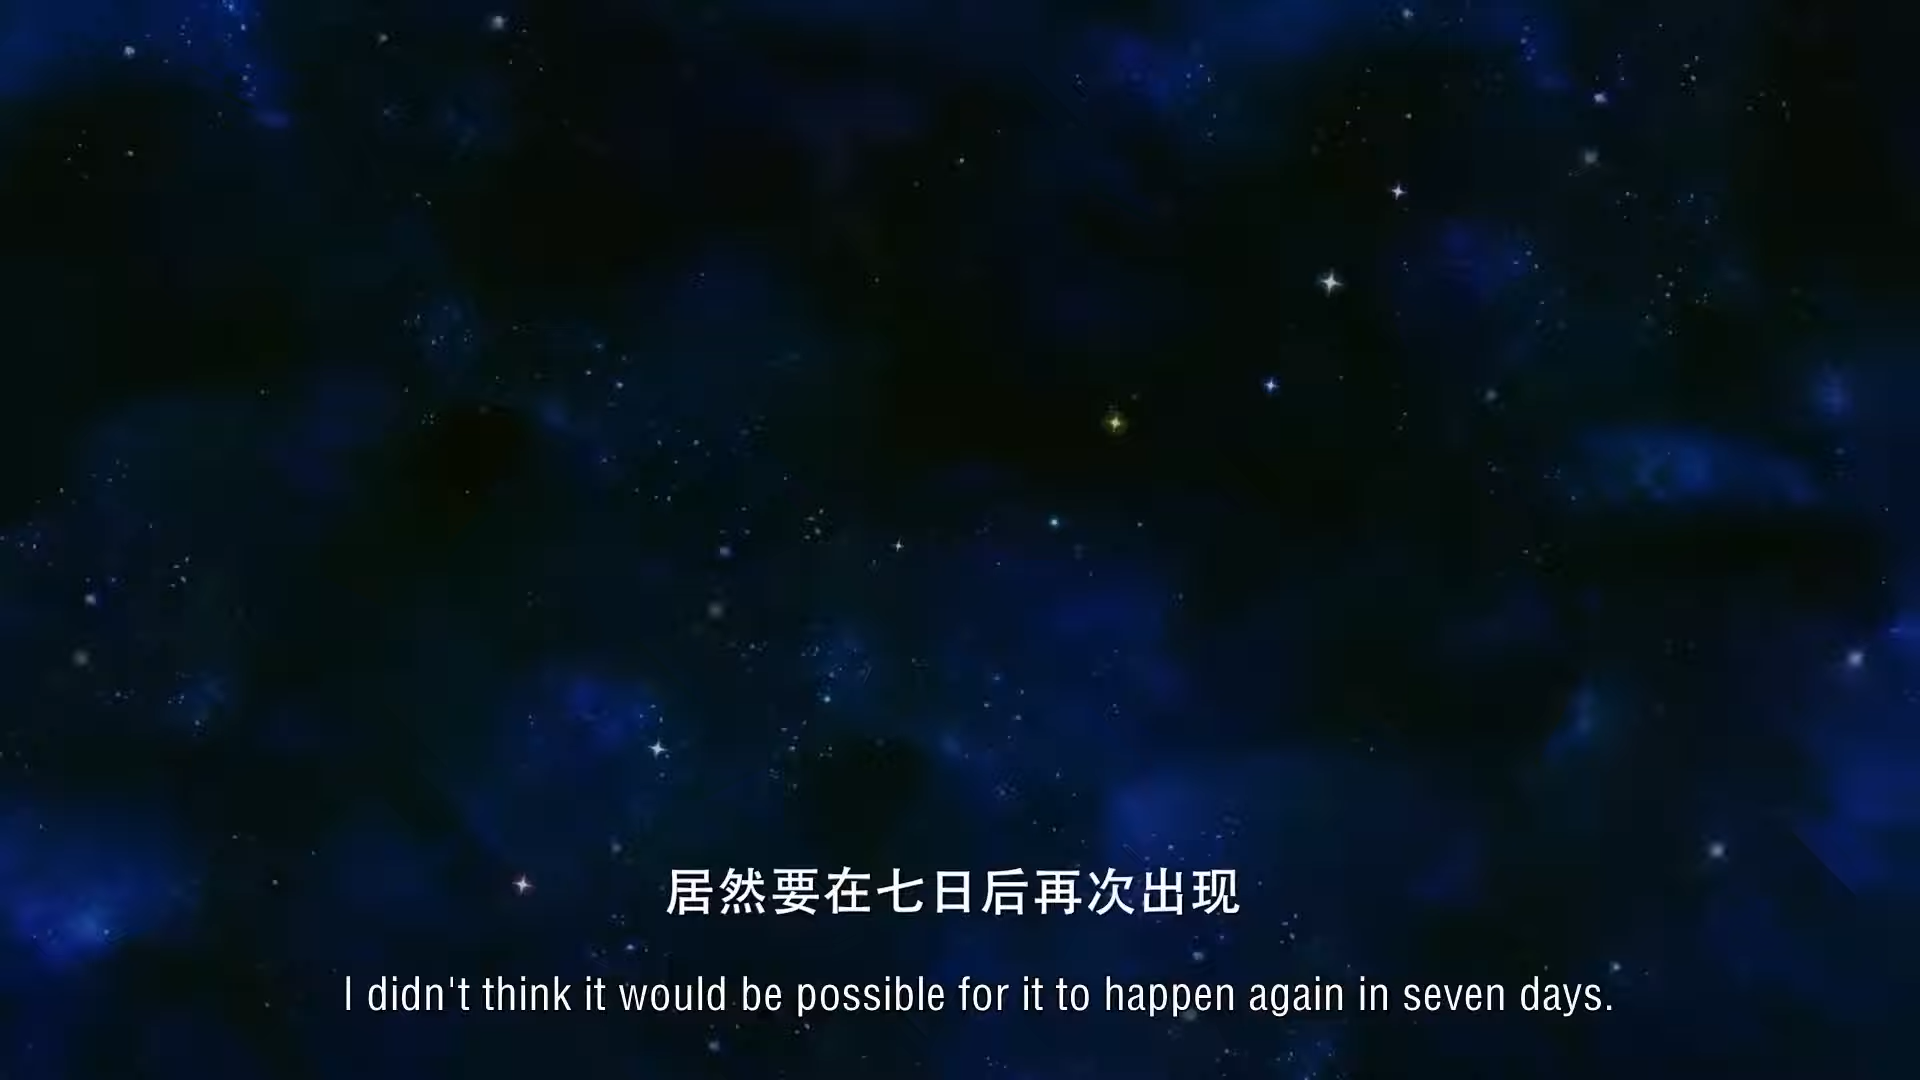 居然要在七日后再次出现
I didn't think it would be possible for it to happen again in seven days.